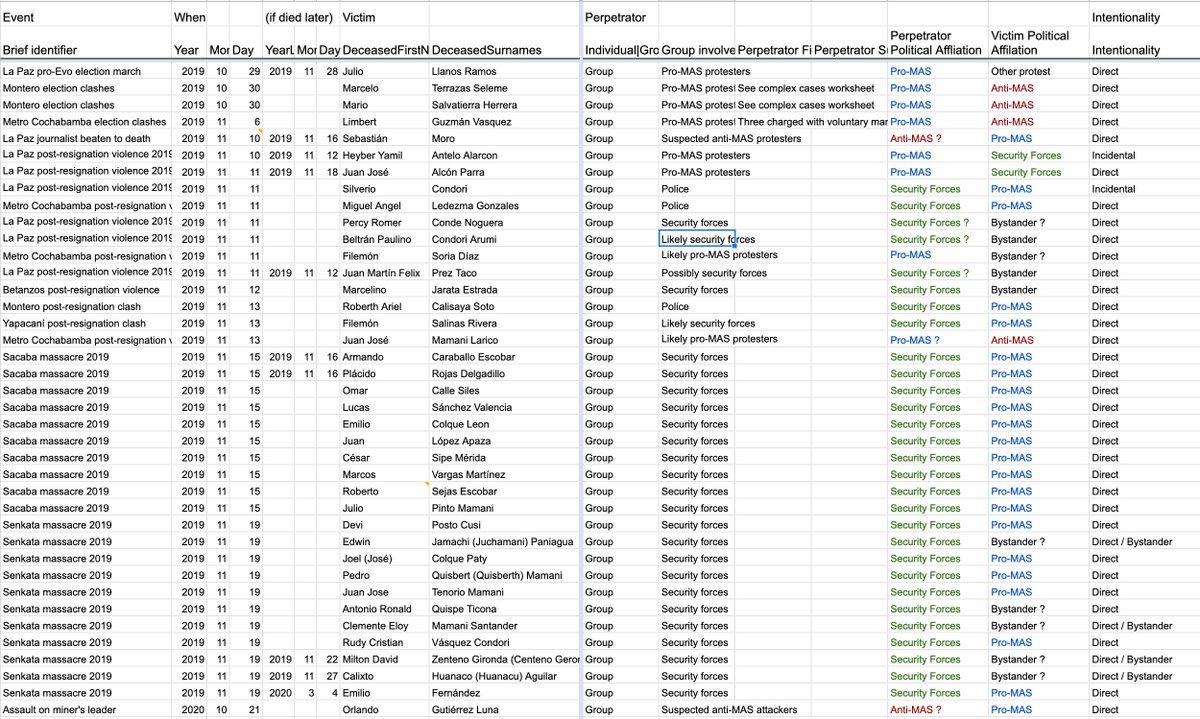 Event When (if died later) Victim Perpetrator Intentionality
Brief identifier Year Mor Day YearL Mor Day DeceasedFirstN DeceasedSurnames Individual|Gro Group involve Perpetrator Fi Perpetrator Su Perpetrator Political Affliation Victim Political Affilation Intentionality
La Paz pro-Evo election march 2019 10 29 2019 11 28 Julio Llanos Ramos Group Pro-MAS protesters Pro-MAS Other protest Direct
Montero election clashes 2019 10 30 Marcelo Terrazas Seleme Group Pro-MAS protest See complex cases worksheet Pro-MAS Anti-MAS Direct
Montero election clashes 2019 10 30 Mario Salvatierra Herrera Group Pro-MAS protest See complex cases worksheet Pro-MAS Anti-MAS Direct
Metro Cochabamba election clashes 2019 11 6 Limbert Guzmán Vasquez Group Pro-MAS protest Three charged with voluntary mar Pro-MAS Anti-MAS Direct
La Paz journalist beaten to death 2019 11 10 2019 11 16 Sebastián Moro Group Suspected anti-MAS protesters Anti-MAS ? Pro-MAS Direct
La Paz post-resignation violence 2019 2019 11 10 2019 11 12 Heyber Yamil Antelo Alarcon Group Pro-MAS protesters Pro-MAS Security Forces Incidental
La Paz post-resignation violence 2019 2019 11 11 2019 11 18 Juan José Alcón Parra Group Pro-MAS protesters Pro-MAS Security Forces Direct
La Paz post-resignation violence 2019 2019 11 11 Silverio Condori Group Police Security Forces Pro-MAS Incidental
Metro Cochabamba post-resignation v 2019 11 11 Miguel Angel Ledezma Gonzales Group Police Security Forces Pro-MAS Direct
La Paz post-resignation violence 2019 2019 11 11 Percy Romer Conde Noguera Group Security forces Security Forces ? Bystander ? Direct
La Paz post-resignation violence 2019 2019 11 11 Beltrán Paulino Condori Arumi Group Likely security forces Security Forces ? Bystander Direct
Metro Cochabamba post-resignation v 2019 11 11 Filemón Soria Díaz Group Likely pro-MAS protesters Pro-MAS Bystander ? Direct
La Paz post-resignation violence 2019 2019 11 11 2019 11 12 Juan Martín Felix Prez Taco Group Possibly security forces Security Forces ? Bystander Direct
Betanzos post-resignation violence 2019 11 12 Marcelino Jarata Estrada Group Security forces Security Forces Bystander Direct
Montero post-resignation clash 2019 11 13 Roberth Ariel Calisaya Soto Group Police Security Forces Pro-MAS Direct
Yapacaní post-resignation clash 2019 11 13 Filemón Salinas Rivera Group Likely security forces Security Forces Pro-MAS Direct
Metro Cochabamba post-resignation v 2019 11 13 Juan José Mamani Larico Group Likely pro-MAS protesters Pro-MAS ? Anti-MAS Direct
Sacaba massacre 2019 2019 11 15 2019 11 16 Armando Caraballo Escobar Group Security forces Security Forces Pro-MAS Direct
Sacaba massacre 2019 2019 11 15 2019 11 16 Plácido Rojas Delgadillo Group Security forces Security Forces Pro-MAS Direct
Sacaba massacre 2019 2019 11 15 Omar Calle Siles Group Security forces Security Forces Pro-MAS Direct
Sacaba massacre 2019 2019 11 15 Lucas Sánchez Valencia Group Security forces Security Forces Pro-MAS Direct
Sacaba massacre 2019 2019 11 15 Emilio Colque Leon Group Security forces Security Forces Pro-MAS Direct
Sacaba massacre 2019 2019 11 15 Juan López Apaza Group Security forces Security Forces Pro-MAS Direct
Sacaba massacre 2019 2019 11 15 César Sipe Mérida Group Security forces Security Forces Pro-MAS Direct
Sacaba massacre 2019 2019 11 15 Marcos Vargas Martínez Group Security forces Security Forces Pro-MAS Direct
Sacaba massacre 2019 2019 11 15 Roberto Sejas Escobar Group Security forces Security Forces Pro-MAS Direct
Sacaba massacre 2019 2019 11 15 Julio Pinto Mamani Group Security forces Security Forces Pro-MAS Direct
Senkata massacre 2019 2019 11 19 Devi Posto Cusi Group Security forces Security Forces Pro-MAS Direct
Senkata massacre 2019 2019 11 19 Edwin Jamachi (Juchamani) Paniagua Group Security forces Security Forces Bystander ? Direct / Bystander
Senkata massacre 2019 2019 11 19 Joel (José) Colque Paty Group Security forces Security Forces Pro-MAS Direct
Senkata massacre 2019 2019 11 19 Pedro Quisbert (Quisberth) Mamani Group Security forces Security Forces Pro-MAS Direct
Senkata massacre 2019 2019 11 19 Juan Jose Tenorio Mamani Group Security forces Security Forces Pro-MAS Direct
Senkata massacre 2019 2019 11 19 Antonio Ronald Quispe Ticona Group Security forces Security Forces Bystander ? Direct
Senkata massacre 2019 2019 11 19 Clemente Eloy Mamani Santander Group Security forces Security Forces Bystander ? Direct / Bystander
Senkata massacre 2019 2019 11 19 Rudy Cristian Vásquez Condori Group Security forces Security Forces Pro-MAS Direct
Senkata massacre 2019 2019 11 19 2019 11 22 Milton David Zenteno Gironda (Centeno Geron Group Security forces Security Forces Bystander ? Direct / Bystander
Senkata massacre 2019 2019 11 19 2019 11 27 Calixto Huanaco (Huanacu) Aguilar Group Security forces Security Forces Bystander ? Direct / Bystander
Senkata massacre 2019 2019 11 19 2020 3 4 Emilio Fernández Group Security forces Security Forces Pro-MAS Direct
Assault on miner's leader 2020 10 21 Orlando Gutiérrez Luna Group Suspected anti-MAS attackers Anti-MAS ? Pro-MAS Direct